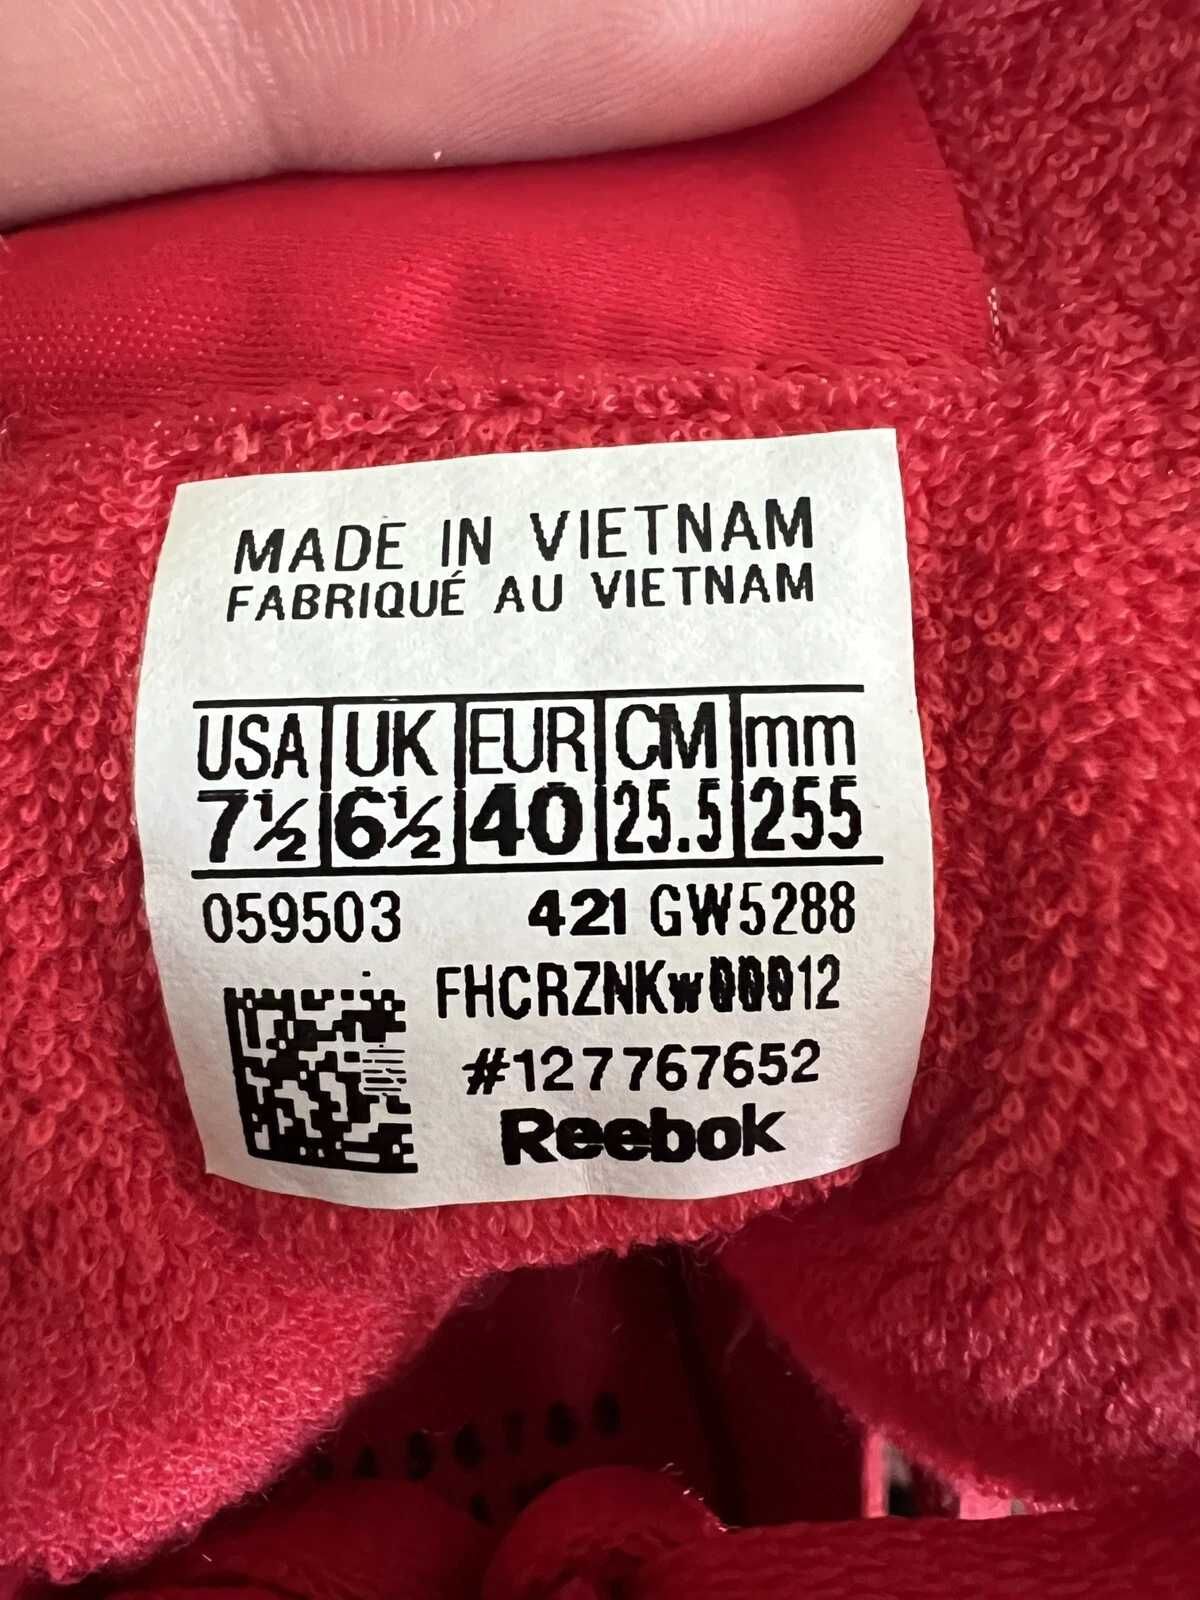 MADE IN VIETNAM
FABRIQUÉ AU VIETNAM
USA UK EUR CM mm
7½ 6½ 40 25.5 255
059503 421 GW5288
#127767652
Reebok